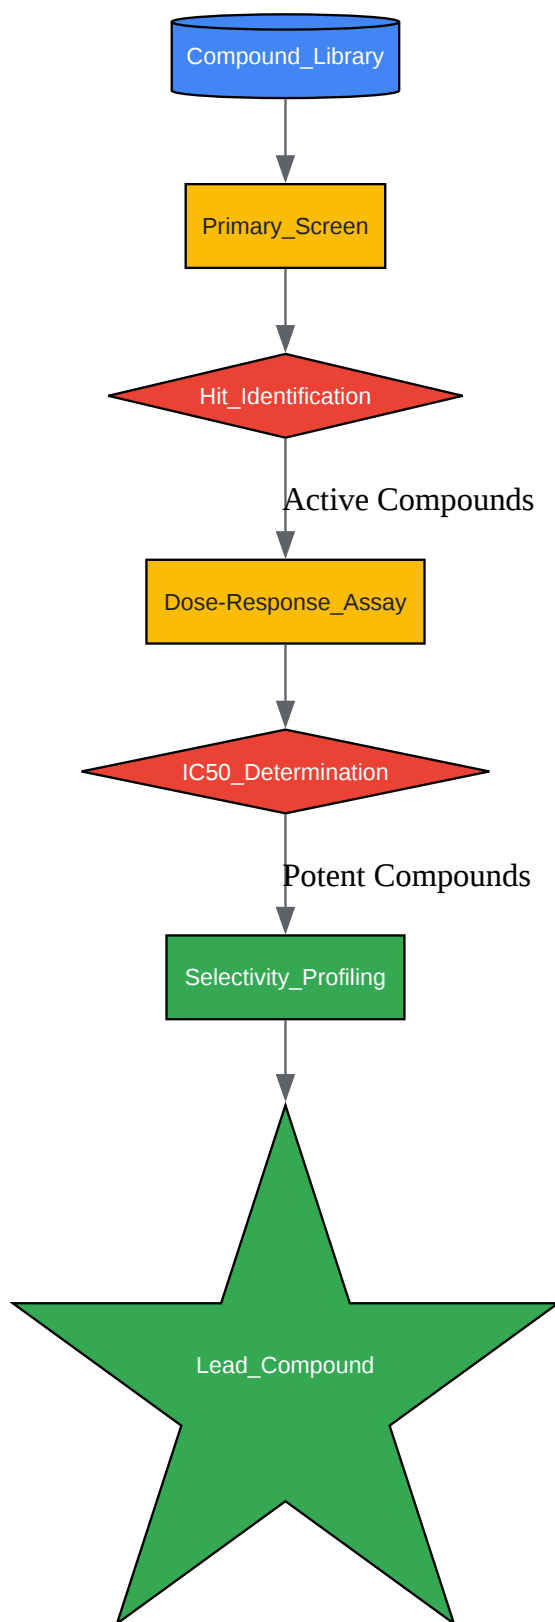 Compound_Library
Primary_Screen
Hit_Identification
Active Compounds
Dose-Response_Assay
IC50_Determination
Potent Compounds
Selectivity_Profiling
Lead_Compound